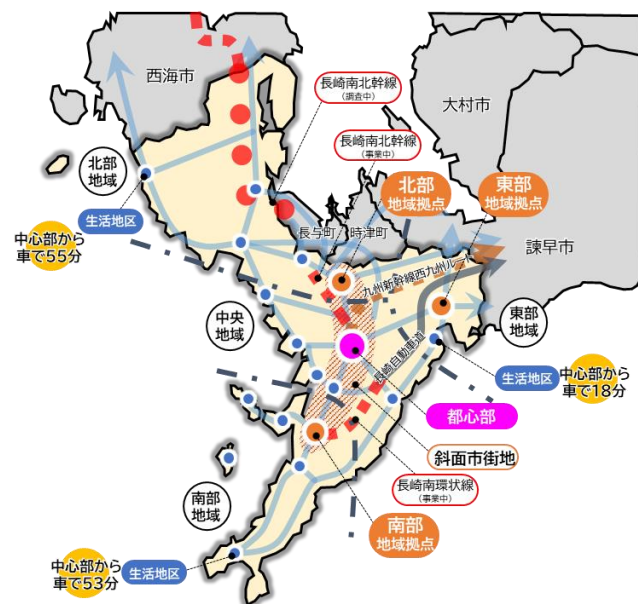 西海市
大村市
長崎南北幹線
(調査中)
長崎南北幹線
(事業中)
北部
地域
北部
地域拠点
東部
地域拠点
生活地区
中心部から
車で55分
長与町
時津町
諫早市
九州新幹線西九州ルート
中央
地域
東部
地域
長崎自動車道
生活地区
中心部から
車で18分
都心部
斜面市街地
長崎南環状線
(事業中)
南部
地域
南部
地域拠点
中心部から
車で53分
生活地区